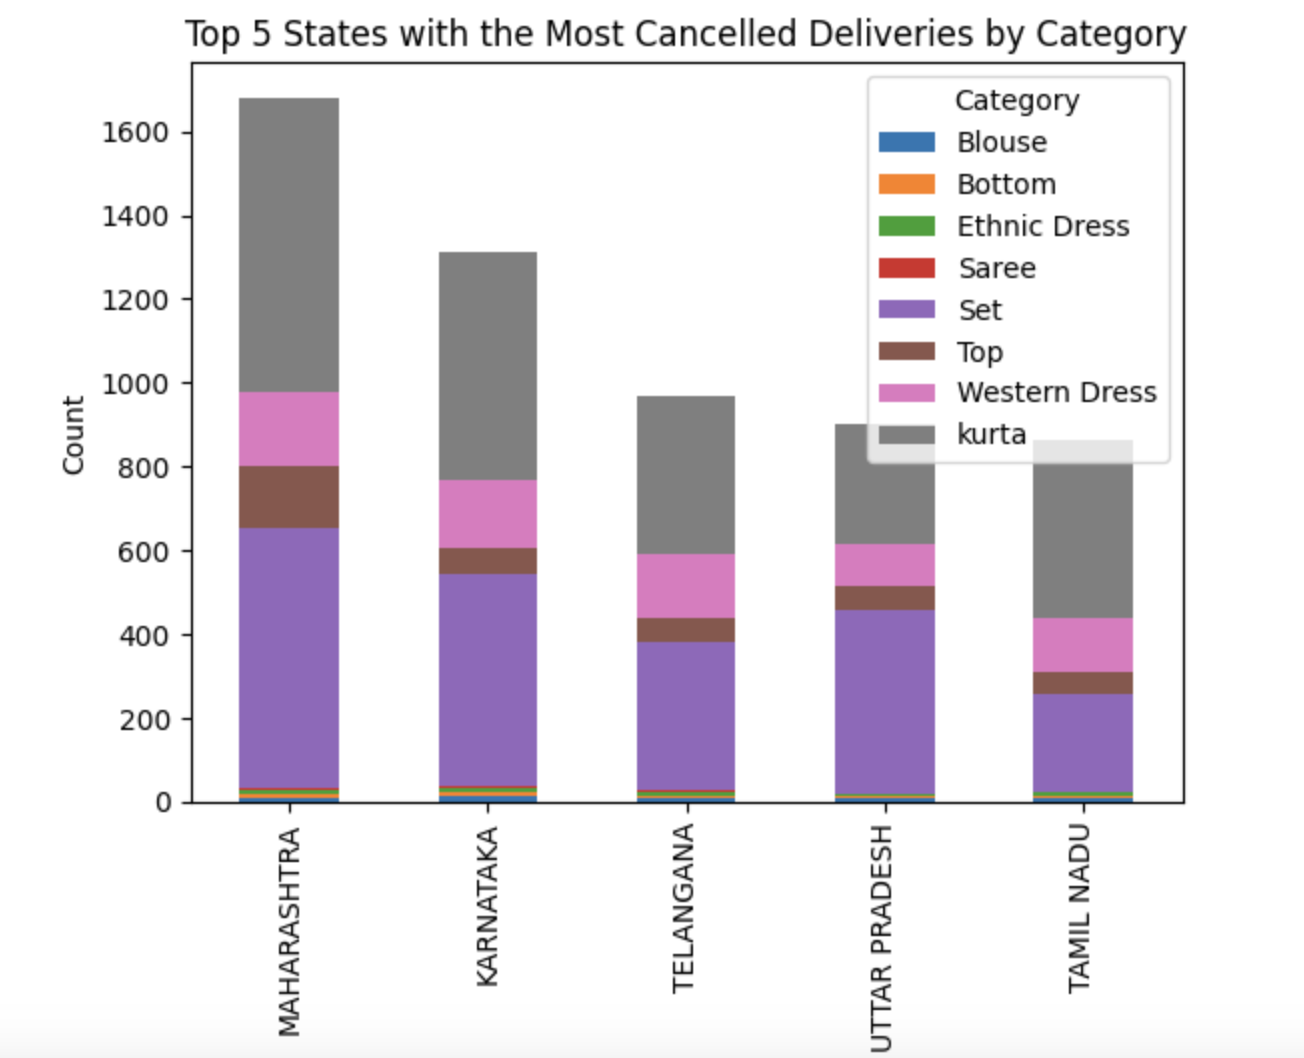 Top 5 States with the Most Cancelled Deliveries by Category
Category
Blouse
Bottom
Ethnic Dress
Saree
Set
Top
Western Dress
kurta
Count
1600
1400
1200
1000
800
600
400
200
0
MAHARASHTRA
KARNATAKA
TELANGANA
UTTAR PRADESH
TAMIL NADU